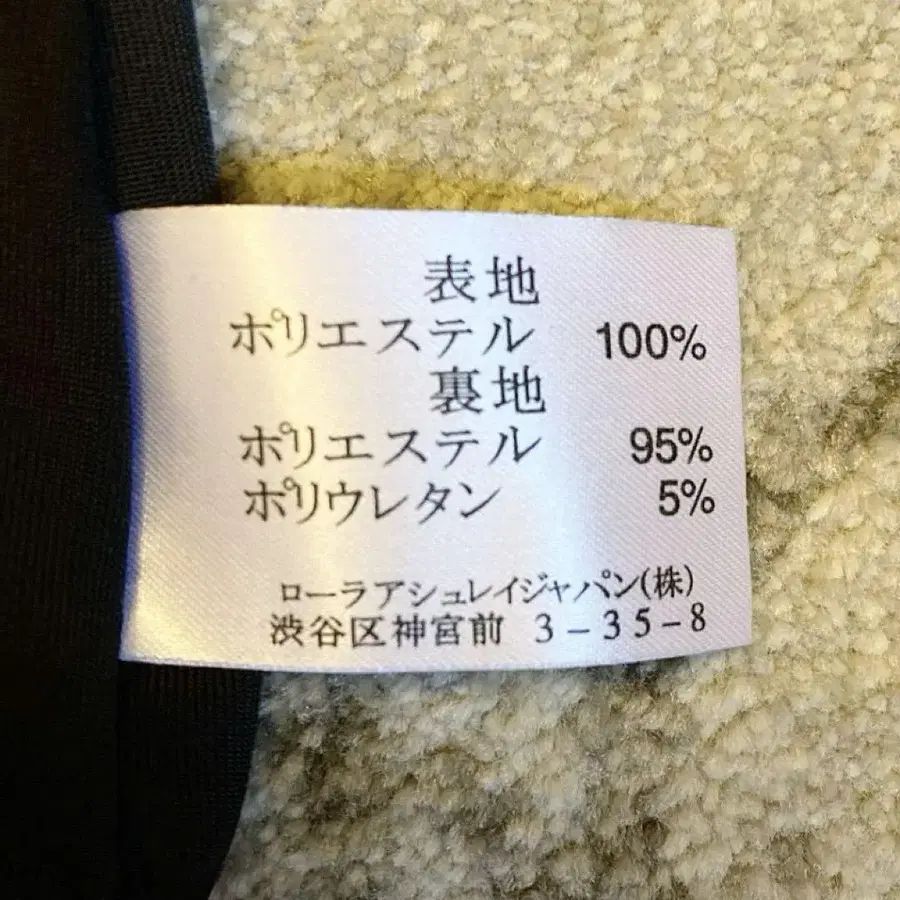 表地
ポリエステル 100%
裏地
ポリエステル 95%
ポリウレタン 5%
ローラアシュレイジャパン(株)
渋谷区神宮前 3-35-8